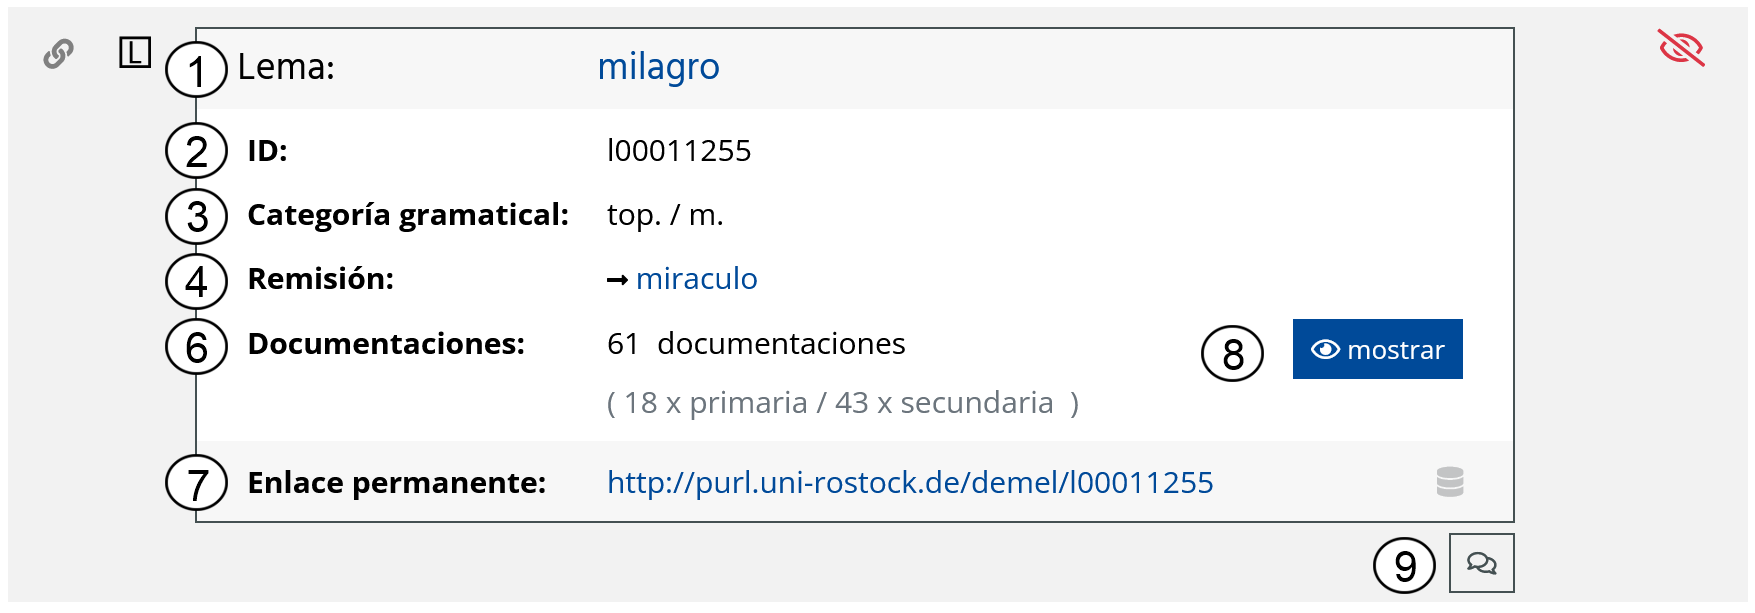 L
1 Lema: milagro
2 ID: l00011255
3 Categoría gramatical: top. / m.
4 Remisión: → miraculo
6 Documentaciones: 61 documentaciones 8 mostrar
( 18 x primaria / 43 x secundaria )
7 Enlace permanente: http://purl.uni-rostock.de/demel/l00011255
9